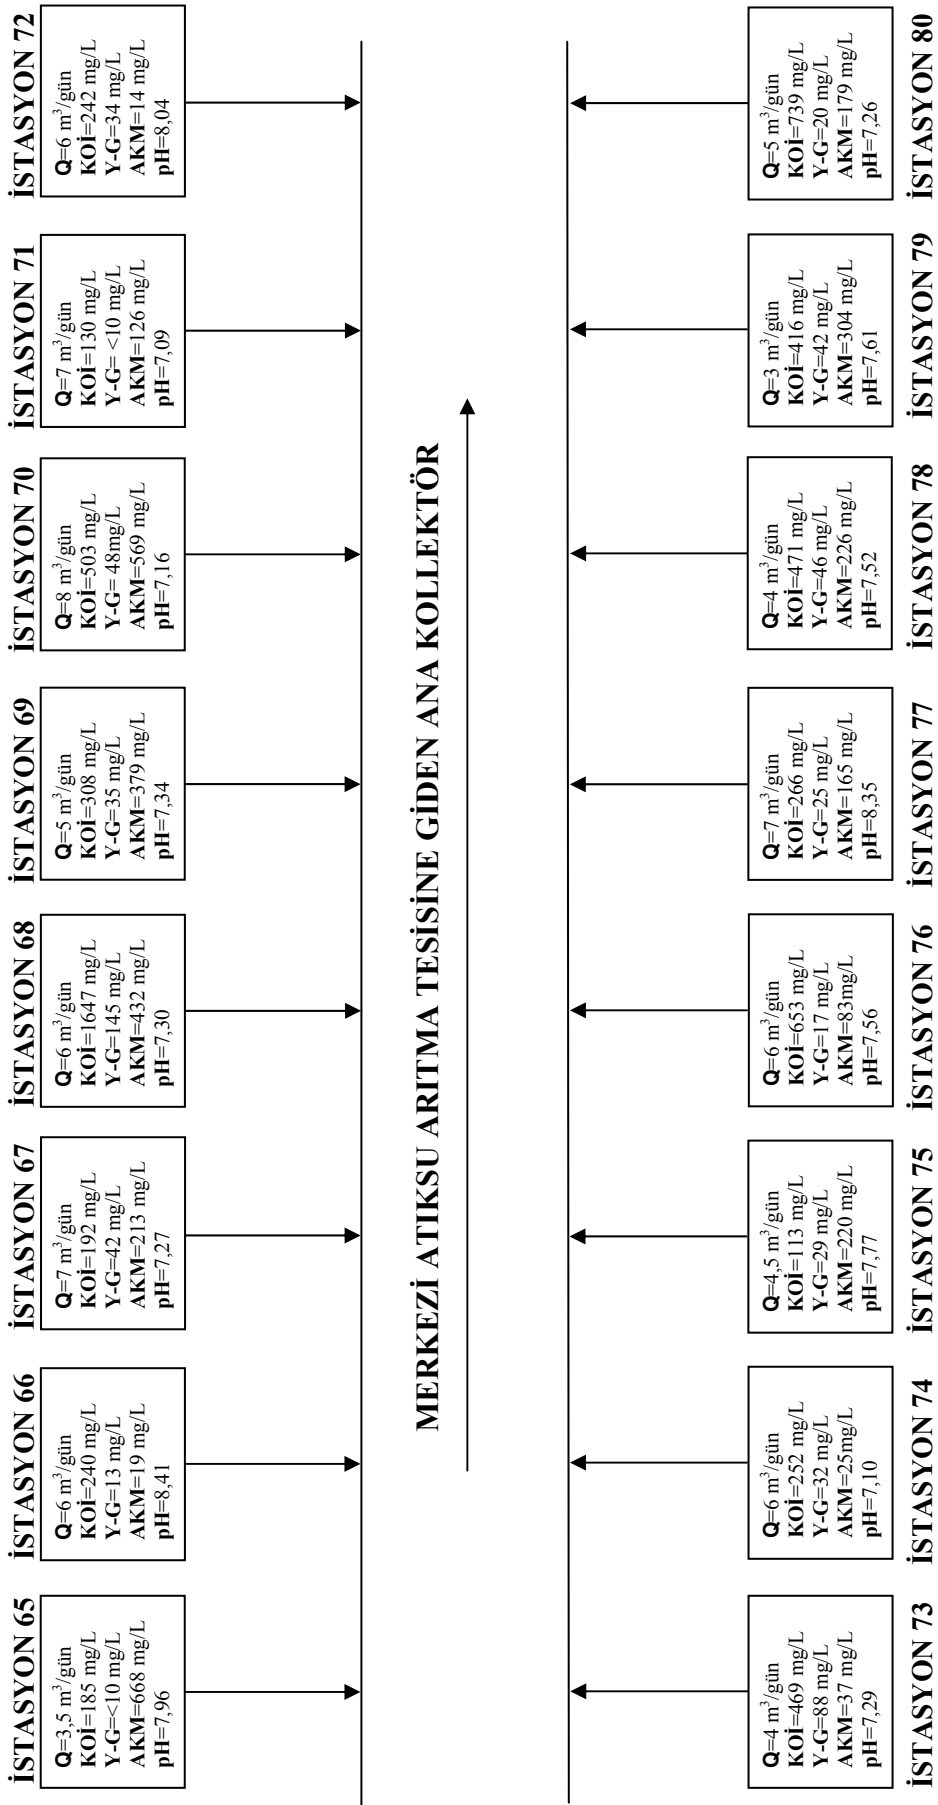 İSTASYON 65
Q=3,5 m³/gün
KOİ=185 mg/L
Y-G=<10 mg/L
AKM=668 mg/L
pH=7,96
İSTASYON 66
Q=6 m³/gün
KOİ=240 mg/L
Y-G=13 mg/L
AKM=19 mg/L
pH=8,41
İSTASYON 67
Q=7 m³/gün
KOİ=192 mg/L
Y-G=42 mg/L
AKM=213 mg/L
pH=7,27
İSTASYON 68
Q=6 m³/gün
KOİ=1647 mg/L
Y-G=145 mg/L
AKM=432 mg/L
pH=7,30
İSTASYON 69
Q=5 m³/gün
KOİ=308 mg/L
Y-G=35 mg/L
AKM=379 mg/L
pH=7,34
İSTASYON 70
Q=8 m³/gün
KOİ=503 mg/L
Y-G= 48mg/L
AKM=569 mg/L
pH=7,16
İSTASYON 71
Q=7 m³/gün
KOİ=130 mg/L
Y-G= <10 mg/L
AKM=126 mg/L
pH=7,09
İSTASYON 72
Q=6 m³/gün
KOİ=242 mg/L
Y-G=34 mg/L
AKM=14 mg/L
pH=8,04
MERKEZİ ATIKSU ARITMA TESİSİNE GİDEN ANA KOLLEKTÖR
Q=4 m³/gün
KOİ=469 mg/L
Y-G=88 mg/L
AKM=37 mg/L
pH=7,29
İSTASYON 73
Q=6 m³/gün
KOİ=252 mg/L
Y-G=32 mg/L
AKM=25mg/L
pH=7,10
İSTASYON 74
Q=4,5 m³/gün
KOİ=113 mg/L
Y-G=29 mg/L
AKM=220 mg/L
pH=7,77
İSTASYON 75
Q=6 m³/gün
KOİ=653 mg/L
Y-G=17 mg/L
AKM=83mg/L
pH=7,56
İSTASYON 76
Q=7 m³/gün
KOİ=266 mg/L
Y-G=25 mg/L
AKM=165 mg/L
pH=8,35
İSTASYON 77
Q=4 m³/gün
KOİ=471 mg/L
Y-G=46 mg/L
AKM=226 mg/L
pH=7,52
İSTASYON 78
Q=3 m³/gün
KOİ=416 mg/L
Y-G=42 mg/L
AKM=304 mg/L
pH=7,61
İSTASYON 79
Q=5 m³/gün
KOİ=739 mg/L
Y-G=20 mg/L
AKM=179 mg/L
pH=7,26
İSTASYON 80